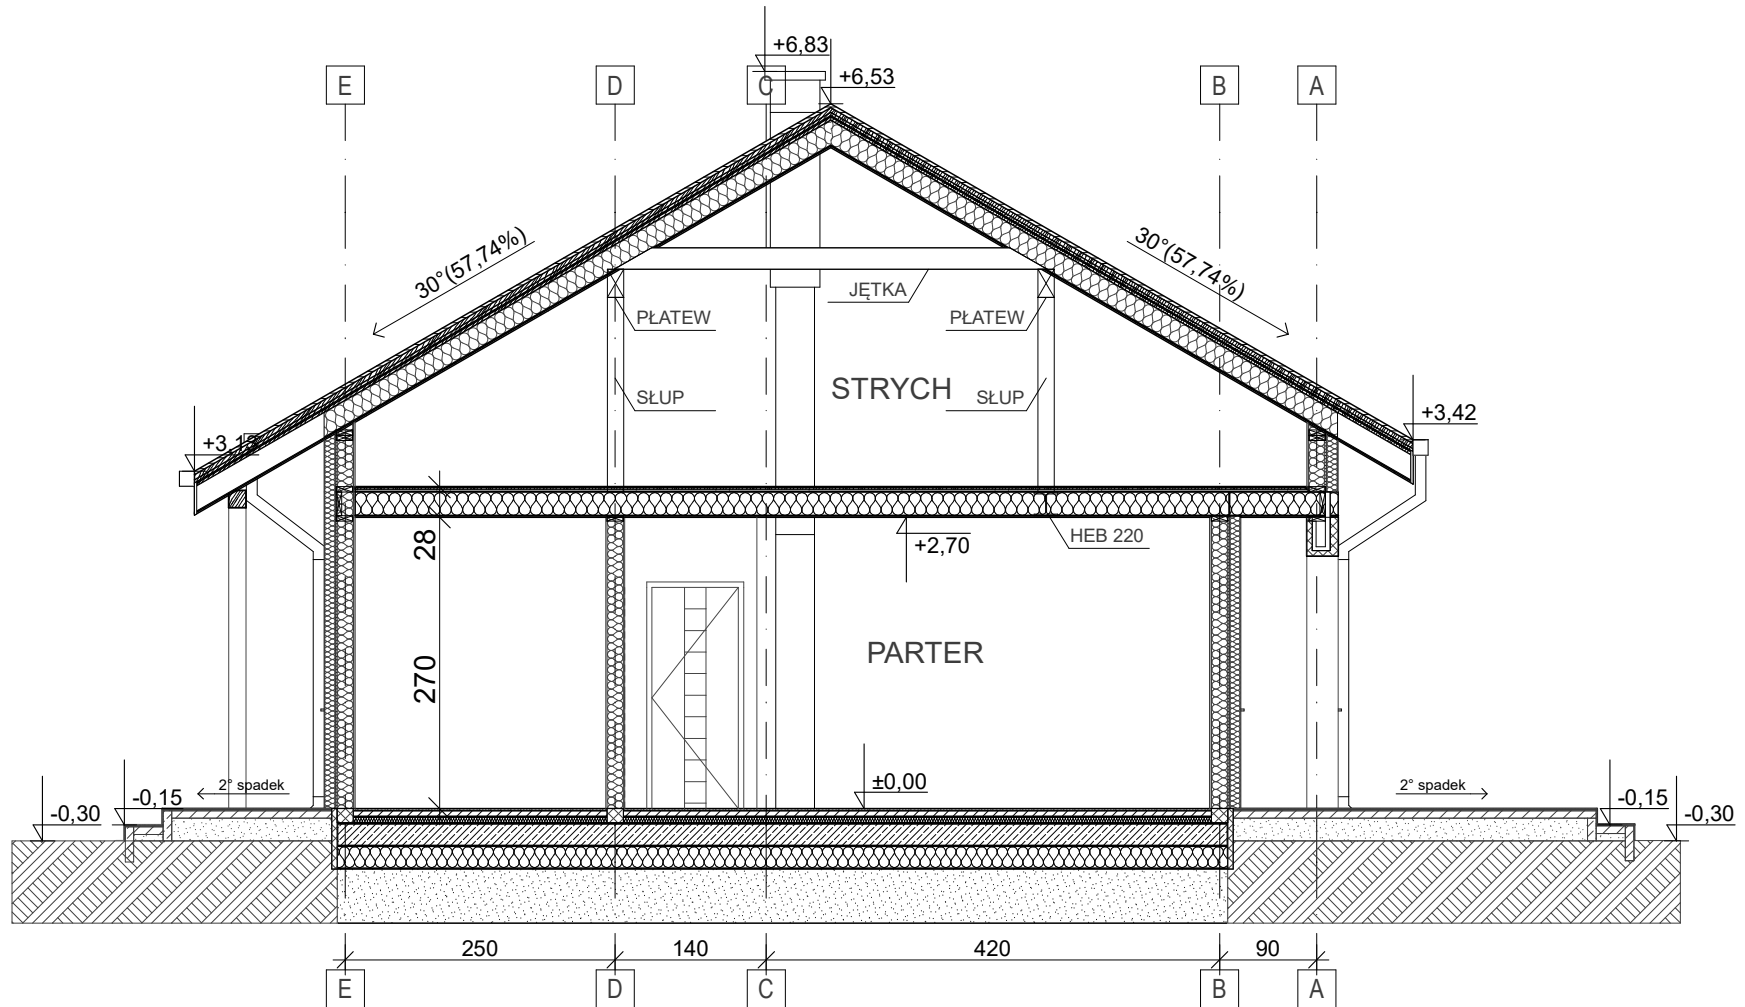 +6,83
E
D
C
B
A
+6,53
30°(57,74%)
30°(57,74%)
JĘTKA
PŁATEW
PŁATEW
STRYCH
SŁUP
SŁUP
+3,13
+3,42
28
+2,70
HEB 220
PARTER
270
2° spadek
±0,00
2° spadek
-0,30
-0,15
-0,15
-0,30
250
140
420
90
E
D
C
B
A